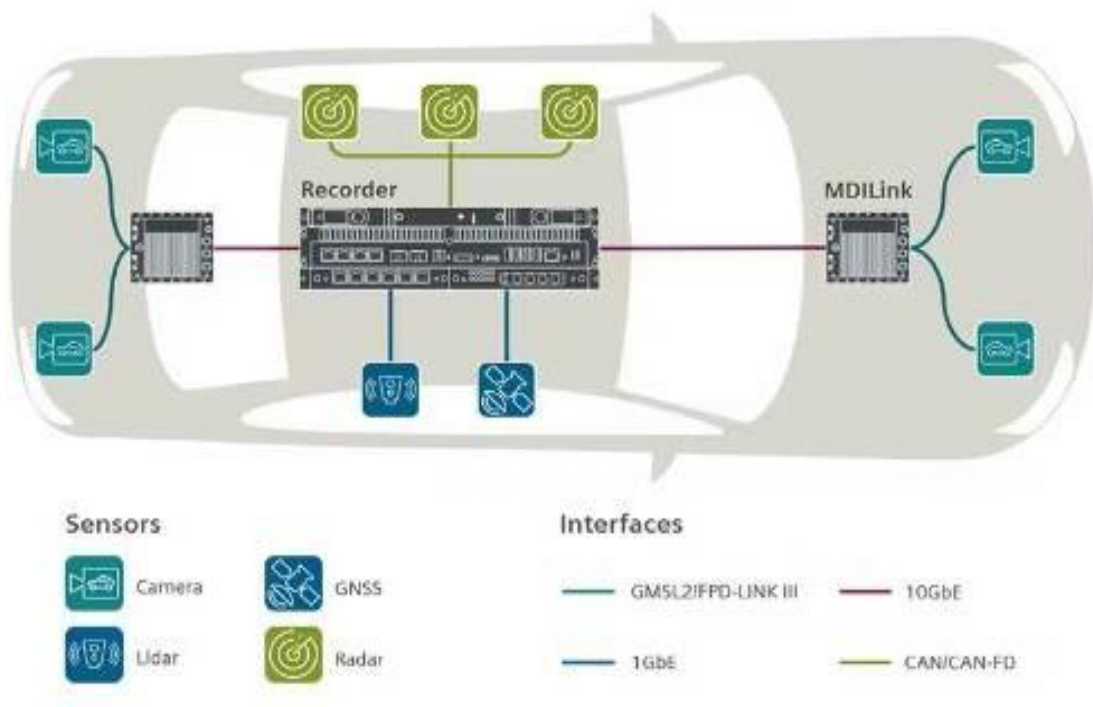 Recorder
MDILink
Sensors
Camera
GNSS
Lidar
Radar
Interfaces
GMSL2/FPD-LINK III
10GbE
1GbE
CAN/CAN-FD